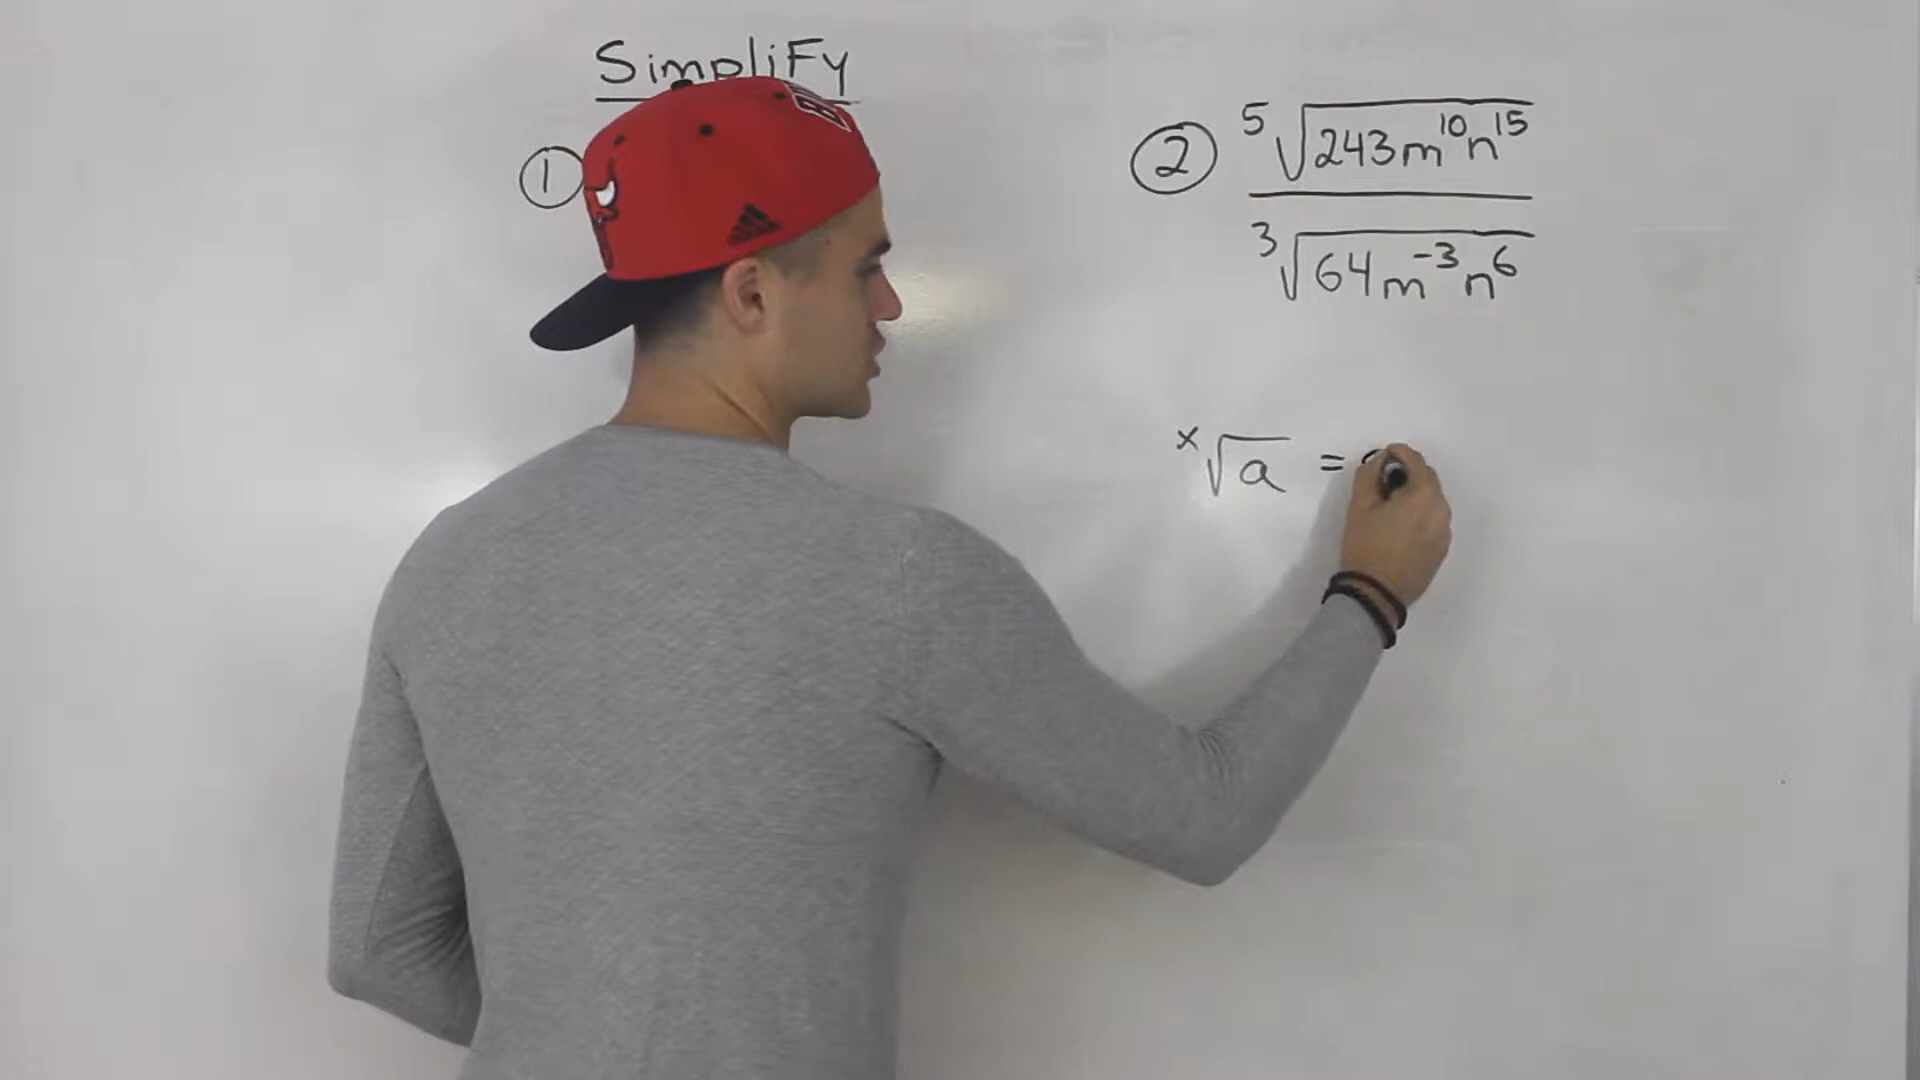 SimpliFy
①
② ⁵√243m¹⁰n¹⁵
³√64m⁻³n⁶
ˣ√a =